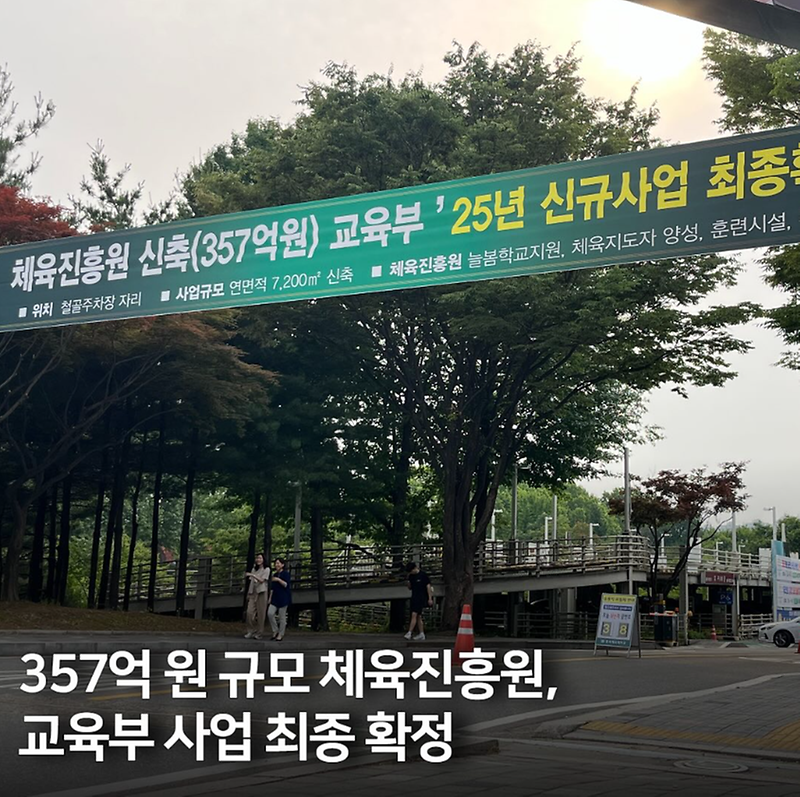 체육진흥원 신축(357억원) 교육부 '25년 신규사업 최종확
■ 위치 철골주차장 자리 ■ 사업규모 연면적 7,200㎡ 신축 ■ 체육진흥원 늘봄학교지원, 체육지도자 양성, 훈련시설,
3 8
357억 원 규모 체육진흥원,
교육부 사업 최종 확정